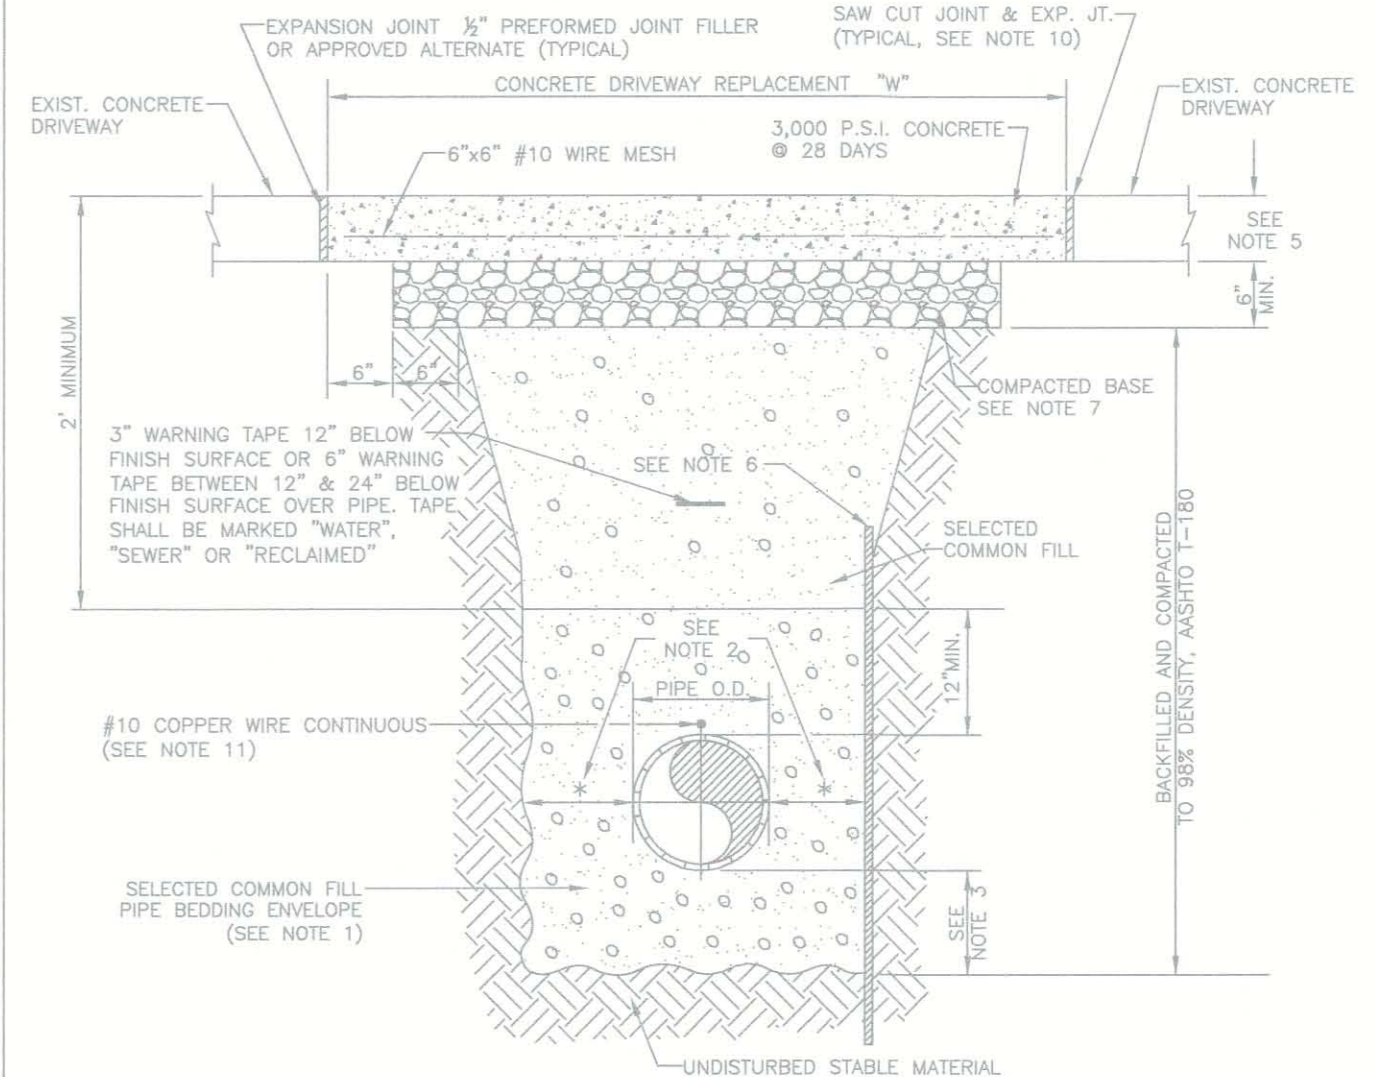 EXPANSION JOINT ½" PREFORMED JOINT FILLER
OR APPROVED ALTERNATE (TYPICAL)
SAW CUT JOINT & EXP. JT.
(TYPICAL, SEE NOTE 10)
CONCRETE DRIVEWAY REPLACEMENT "W"
EXIST. CONCRETE
DRIVEWAY
EXIST. CONCRETE
DRIVEWAY
3,000 P.S.I. CONCRETE
@ 28 DAYS
6"x6" #10 WIRE MESH
SEE
NOTE 5
6"
MIN.
2' MINIMUM
6"
6"
COMPACTED BASE
SEE NOTE 7
3" WARNING TAPE 12" BELOW
FINISH SURFACE OR 6" WARNING
TAPE BETWEEN 12" & 24" BELOW
FINISH SURFACE OVER PIPE. TAPE
SHALL BE MARKED "WATER",
"SEWER" OR "RECLAIMED"
SEE NOTE 6
SELECTED
COMMON FILL
BACKFILLED AND COMPACTED
TO 98% DENSITY, AASHTO T-180
SEE
NOTE 2
12"MIN.
PIPE O.D.
#10 COPPER WIRE CONTINUOUS
(SEE NOTE 11)
*
*
SELECTED COMMON FILL
PIPE BEDDING ENVELOPE
(SEE NOTE 1)
SEE
NOTE 3
UNDISTURBED STABLE MATERIAL